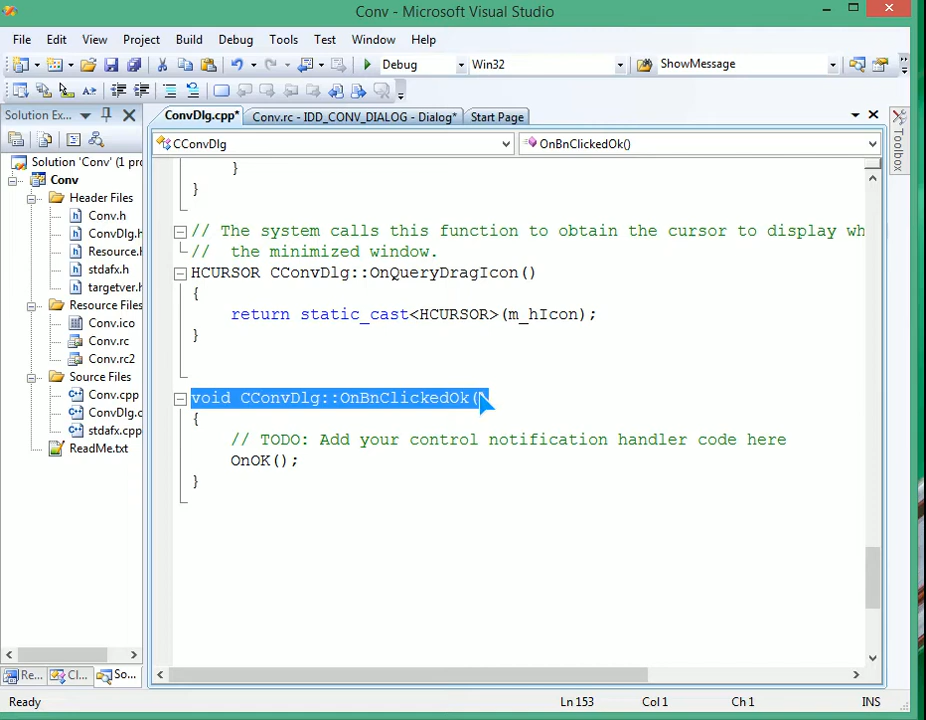 Conv - Microsoft Visual Studio
File Edit View Project Build Debug Tools Test Window Help
Debug Win32 ShowMessage
Solution Ex...
ConvDlg.cpp* Conv.rc - IDD_CONV_DIALOG - Dialog* Start Page
CConvDlg OnBnClickedOk()
Solution 'Conv' (1 pro
Conv
Header Files
Conv.h
ConvDlg.h
Resource.h
stdafx.h
targetver.h
Resource Files
Conv.ico
Conv.rc
Conv.rc2
Source Files
Conv.cpp
ConvDlg.c
stdafx.cpp
ReadMe.txt
}
}
// The system calls this function to obtain the cursor to display wh
// the minimized window.
HCURSOR CConvDlg::OnQueryDragIcon()
{
return static_cast<HCURSOR>(m_hIcon);
}
void CConvDlg::OnBnClickedOk(
{
// TODO: Add your control notification handler code here
OnOK();
}
Toolbox
Re... Cl... So...
Ready Ln 153 Col 1 Ch 1 INS